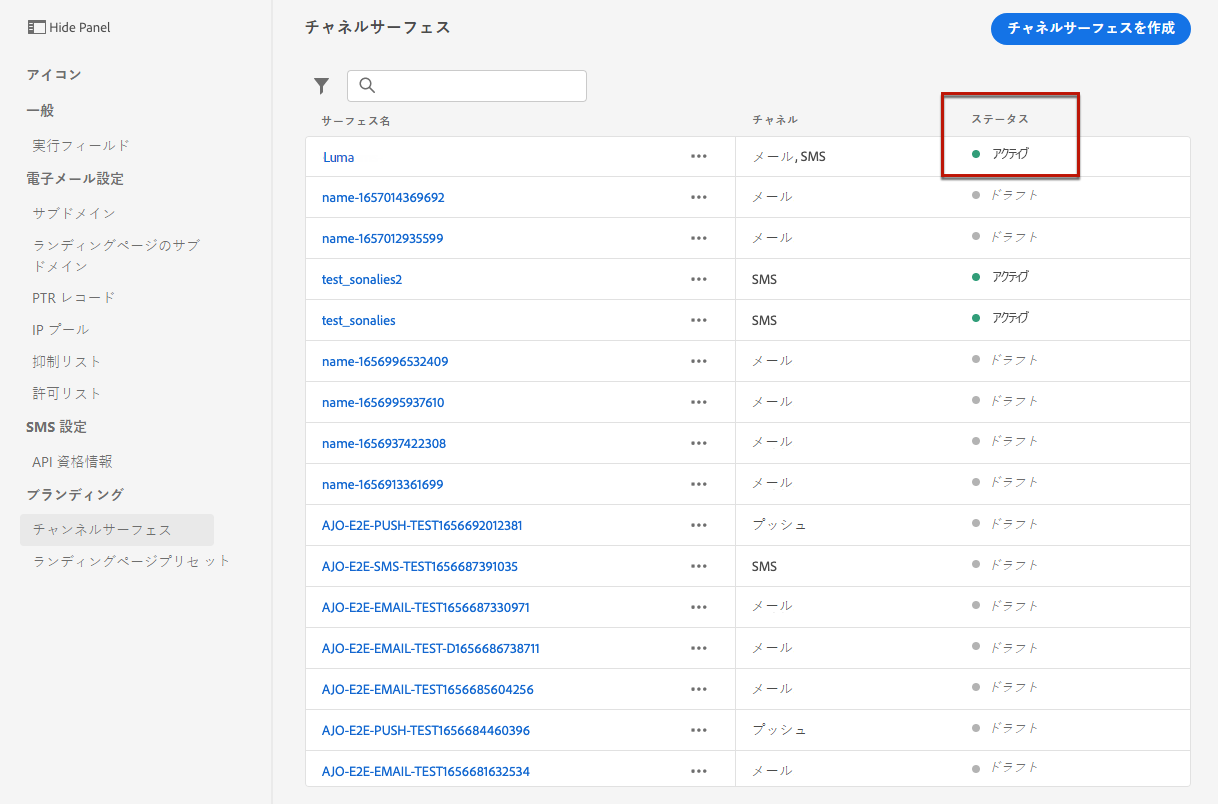 Hide Panel
アイコン
一般
実行フィールド
電子メール設定
サブドメイン
ランディングページのサブ
ドメイン
PTR レコード
IP プール
抑制リスト
許可リスト
SMS 設定
API 資格情報
ブランディング
チャンネルサーフェス
ランディングページプリセット
チャネルサーフェス
チャネルサーフェスを作成
サーフェス名 チャネル ステータス
Luma ••• メール, SMS アクティブ
name-1657014369692 ••• メール ドラフト
name-1657012935599 ••• メール ドラフト
test_sonalies2 ••• SMS アクティブ
test_sonalies ••• SMS アクティブ
name-1656996532409 ••• メール ドラフト
name-1656995937610 ••• メール ドラフト
name-1656937422308 ••• メール ドラフト
name-1656913361699 ••• メール ドラフト
AJO-E2E-PUSH-TEST1656692012381 ••• プッシュ ドラフト
AJO-E2E-SMS-TEST1656687391035 ••• SMS ドラフト
AJO-E2E-EMAIL-TEST1656687330971 ••• メール ドラフト
AJO-E2E-EMAIL-TEST-D1656686738711 ••• メール ドラフト
AJO-E2E-EMAIL-TEST1656685604256 ••• メール ドラフト
AJO-E2E-PUSH-TEST1656684460396 ••• プッシュ ドラフト
AJO-E2E-EMAIL-TEST1656681632534 ••• メール ドラフト